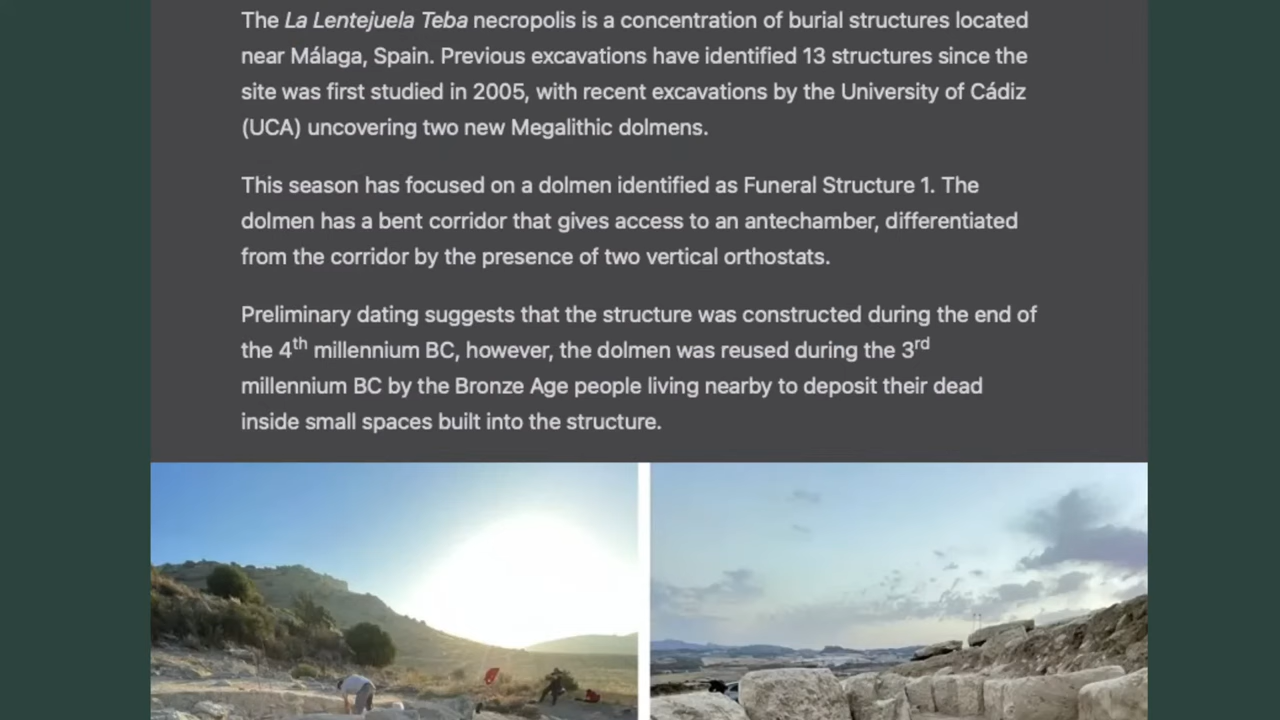 The La Lentejuela Teba necropolis is a concentration of burial structures located
near Málaga, Spain. Previous excavations have identified 13 structures since the
site was first studied in 2005, with recent excavations by the University of Cádiz
(UCA) uncovering two new Megalithic dolmens.
This season has focused on a dolmen identified as Funeral Structure 1. The
dolmen has a bent corridor that gives access to an antechamber, differentiated
from the corridor by the presence of two vertical orthostats.
Preliminary dating suggests that the structure was constructed during the end of
the 4th millennium BC, however, the dolmen was reused during the 3rd
millennium BC by the Bronze Age people living nearby to deposit their dead
inside small spaces built into the structure.